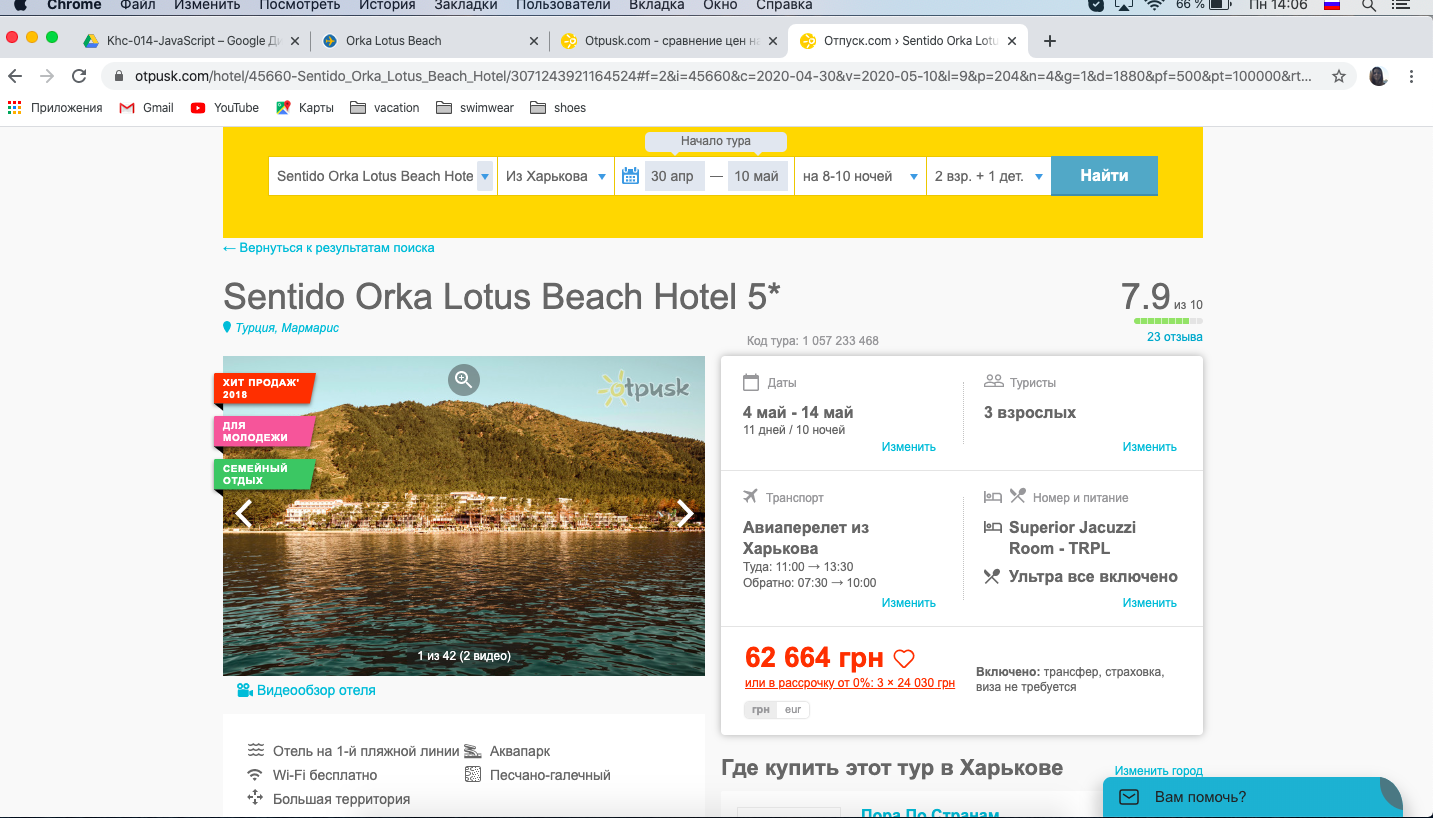 Chrome Файл Изменить Посмотреть История Закладки Пользователи Вкладка Окно Справка 66 % Пн 14:06
Khc-014-JavaScript – Google Ди Orka Lotus Beach Otpusk.com - сравнение цен на Отпуск.com › Sentido Orka Lotu
otpusk.com/hotel/45660-Sentido_Orka_Lotus_Beach_Hotel/3071243921164524#f=2&i=45660&c=2020-04-30&v=2020-05-10&l=9&p=204&n=4&g=1&d=1880&pf=500&pt=100000&rt...
Приложения Gmail YouTube Карты vacation swimwear shoes
Начало тура
Sentido Orka Lotus Beach Hote Из Харькова 30 апр — 10 май на 8-10 ночей 2 взр. + 1 дет. Найти
← Вернуться к результатам поиска
Sentido Orka Lotus Beach Hotel 5*
7.9 из 10
Турция, Мармарис
23 отзыва
Код тура: 1 057 233 468
ХИТ ПРОДАЖ'
2018
ДЛЯ
МОЛОДЕЖИ
СЕМЕЙНЫЙ
ОТДЫХ
otpusk
1 из 42 (2 видео)
Видеообзор отеля
Отель на 1-й пляжной линии Аквапарк
Wi-Fi бесплатно Песчано-галечный
Большая территория
Даты
4 май - 14 май
11 дней / 10 ночей
Изменить
Туристы
3 взрослых
Изменить
Транспорт
Авиаперелет из
Харькова
Туда: 11:00 → 13:30
Обратно: 07:30 → 10:00
Изменить
Номер и питание
Superior Jacuzzi
Room - TRPL
Ультра все включено
Изменить
62 664 грн
или в рассрочку от 0%: 3 × 24 030 грн
грн eur
Включено: трансфер, страховка,
виза не требуется
Где купить этот тур в Харькове
Изменить город
Пора По Странам
Вам помочь?